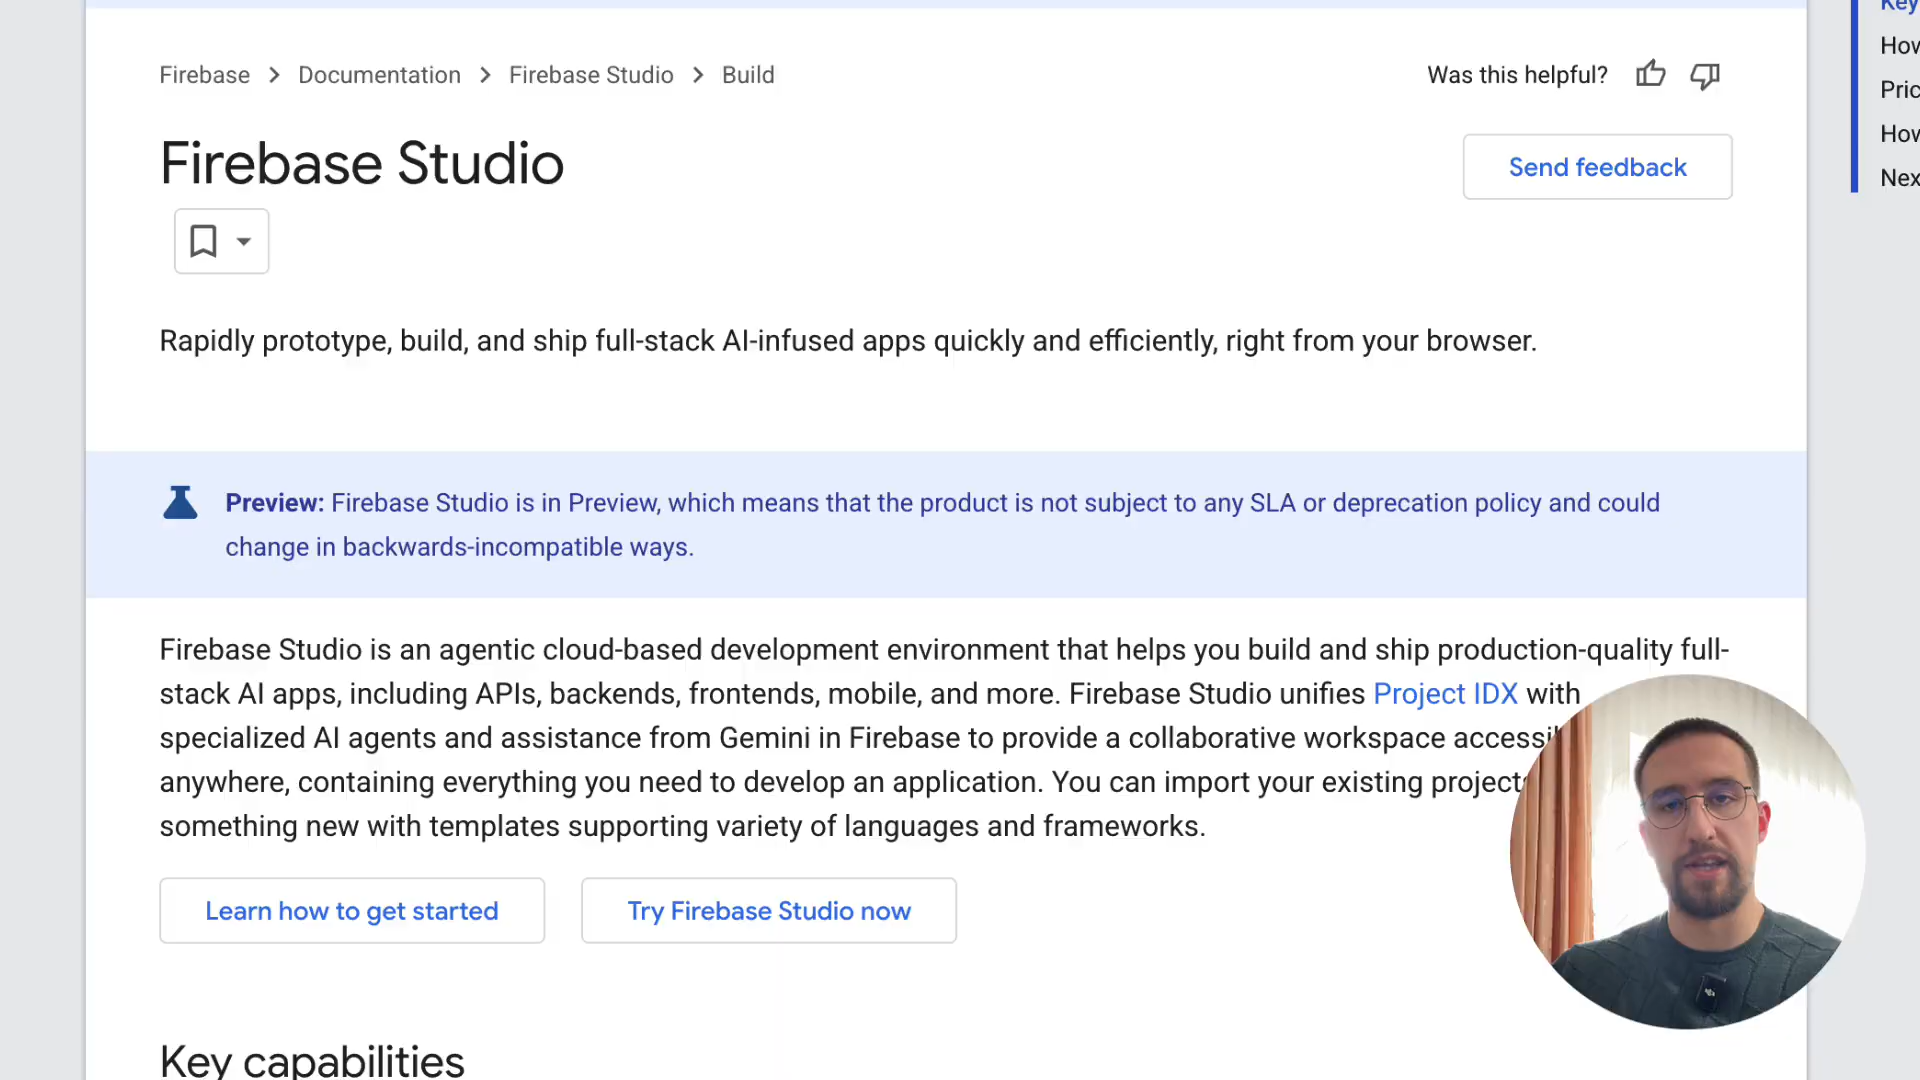 Key
Firebase > Documentation > Firebase Studio > Build
Was this helpful?
Firebase Studio
Send feedback
Rapidly prototype, build, and ship full-stack AI-infused apps quickly and efficiently, right from your browser.
Preview: Firebase Studio is in Preview, which means that the product is not subject to any SLA or deprecation policy and could
change in backwards-incompatible ways.
Firebase Studio is an agentic cloud-based development environment that helps you build and ship production-quality full-
stack AI apps, including APIs, backends, frontends, mobile, and more. Firebase Studio unifies Project IDX with
specialized AI agents and assistance from Gemini in Firebase to provide a collaborative workspace
anywhere, containing everything you need to develop an application. You can import your existing
something new with templates supporting variety of languages and frameworks.
Learn how to get started
Try Firebase Studio now
Key capabilities